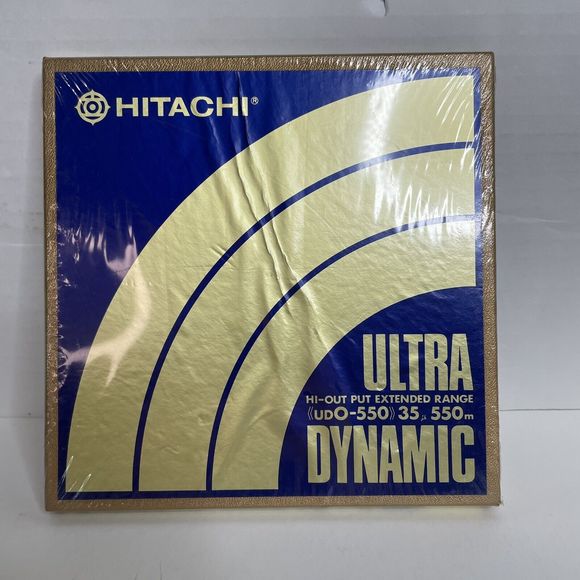 HITACHI®
ULTRA
HI-OUT PUT EXTENDED RANGE
《UDO-550》 35μ 550m
DYNAMIC